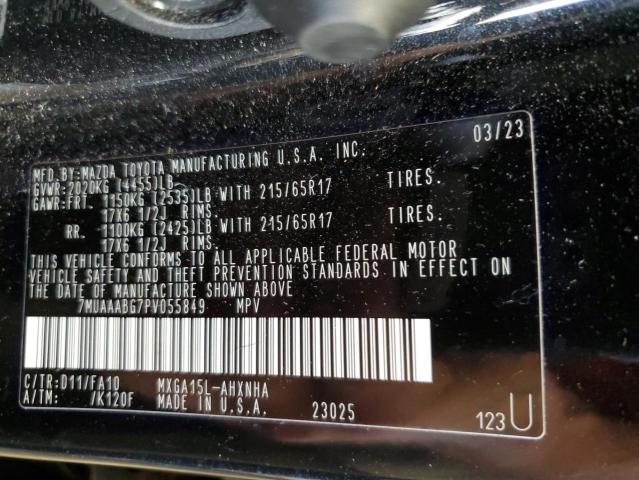 03/23
MFD.BY:MAZDA TOYOTA MANUFACTURING U.S.A. INC.
GVWR:2020KG (4455)LB
GAWR:FRT. 1150KG (2535)LB WITH 215/65R17 TIRES.
17X6 1/2J RIMS.
RR. 1100KG (2425)LB WITH 215/65R17 TIRES.
17X6 1/2J RIMS.
THIS VEHICLE CONFORMS TO ALL APPLICABLE FEDERAL MOTOR
VEHICLE SAFETY AND THEFT PREVENTION STANDARDS IN EFFECT ON
THE DATE OF MANUFACTURE SHOWN ABOVE
7MUAAABG7PV055849 MPV
C/TR:D11/FA10 MXGA15L-AHXNHA
A/TM: /K120F MADE IN U.S.A. 23025
123U